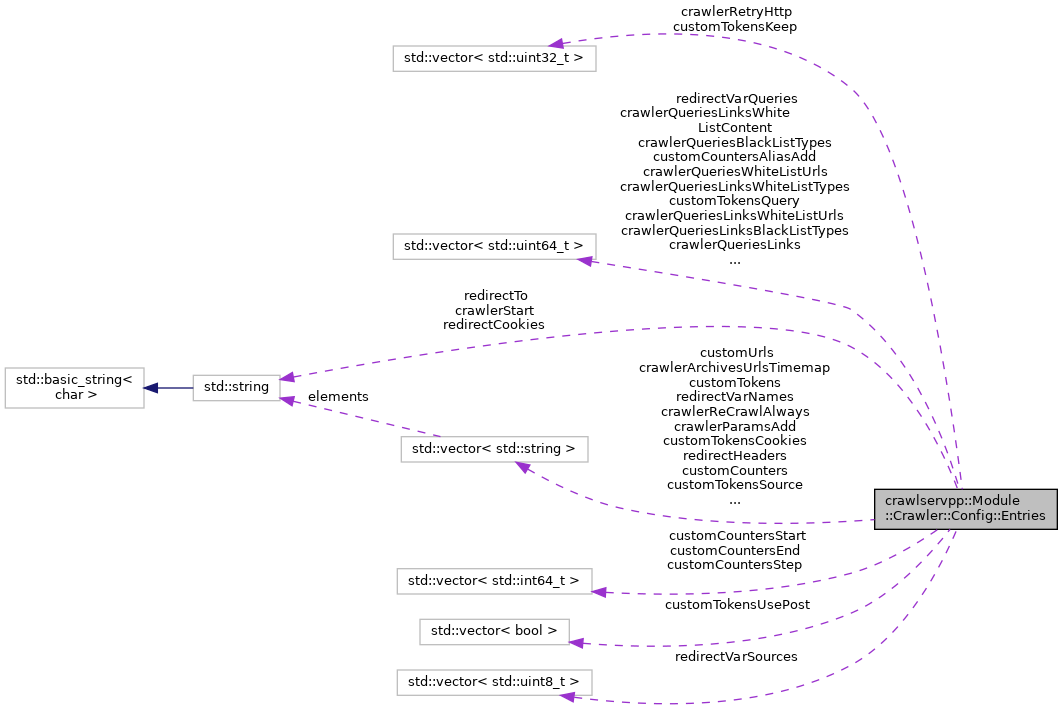 crawlerRetryHttp
customTokensKeep
std::vector< std::uint32_t >
redirectVarQueries
crawlerQueriesLinksWhite
ListContent
crawlerQueriesBlackListTypes
customCountersAliasAdd
crawlerQueriesWhiteListUrls
crawlerQueriesLinksWhiteListTypes
customTokensQuery
crawlerQueriesLinksWhiteListUrls
crawlerQueriesLinksBlackListTypes
crawlerQueriesLinks
...
std::vector< std::uint64_t >
redirectTo
crawlerStart
redirectCookies
std::basic_string<
char >
std::string
elements
customUrls
crawlerArchivesUrlsTimemap
customTokens
redirectVarNames
crawlerReCrawlAlways
crawlerParamsAdd
customTokensCookies
redirectHeaders
customCounters
customTokensSource
...
std::vector< std::string >
crawlservpp::Module
::Crawler::Config::Entries
customCountersStart
customCountersEnd
customCountersStep
std::vector< std::int64_t >
customTokensUsePost
std::vector< bool >
redirectVarSources
std::vector< std::uint8_t >